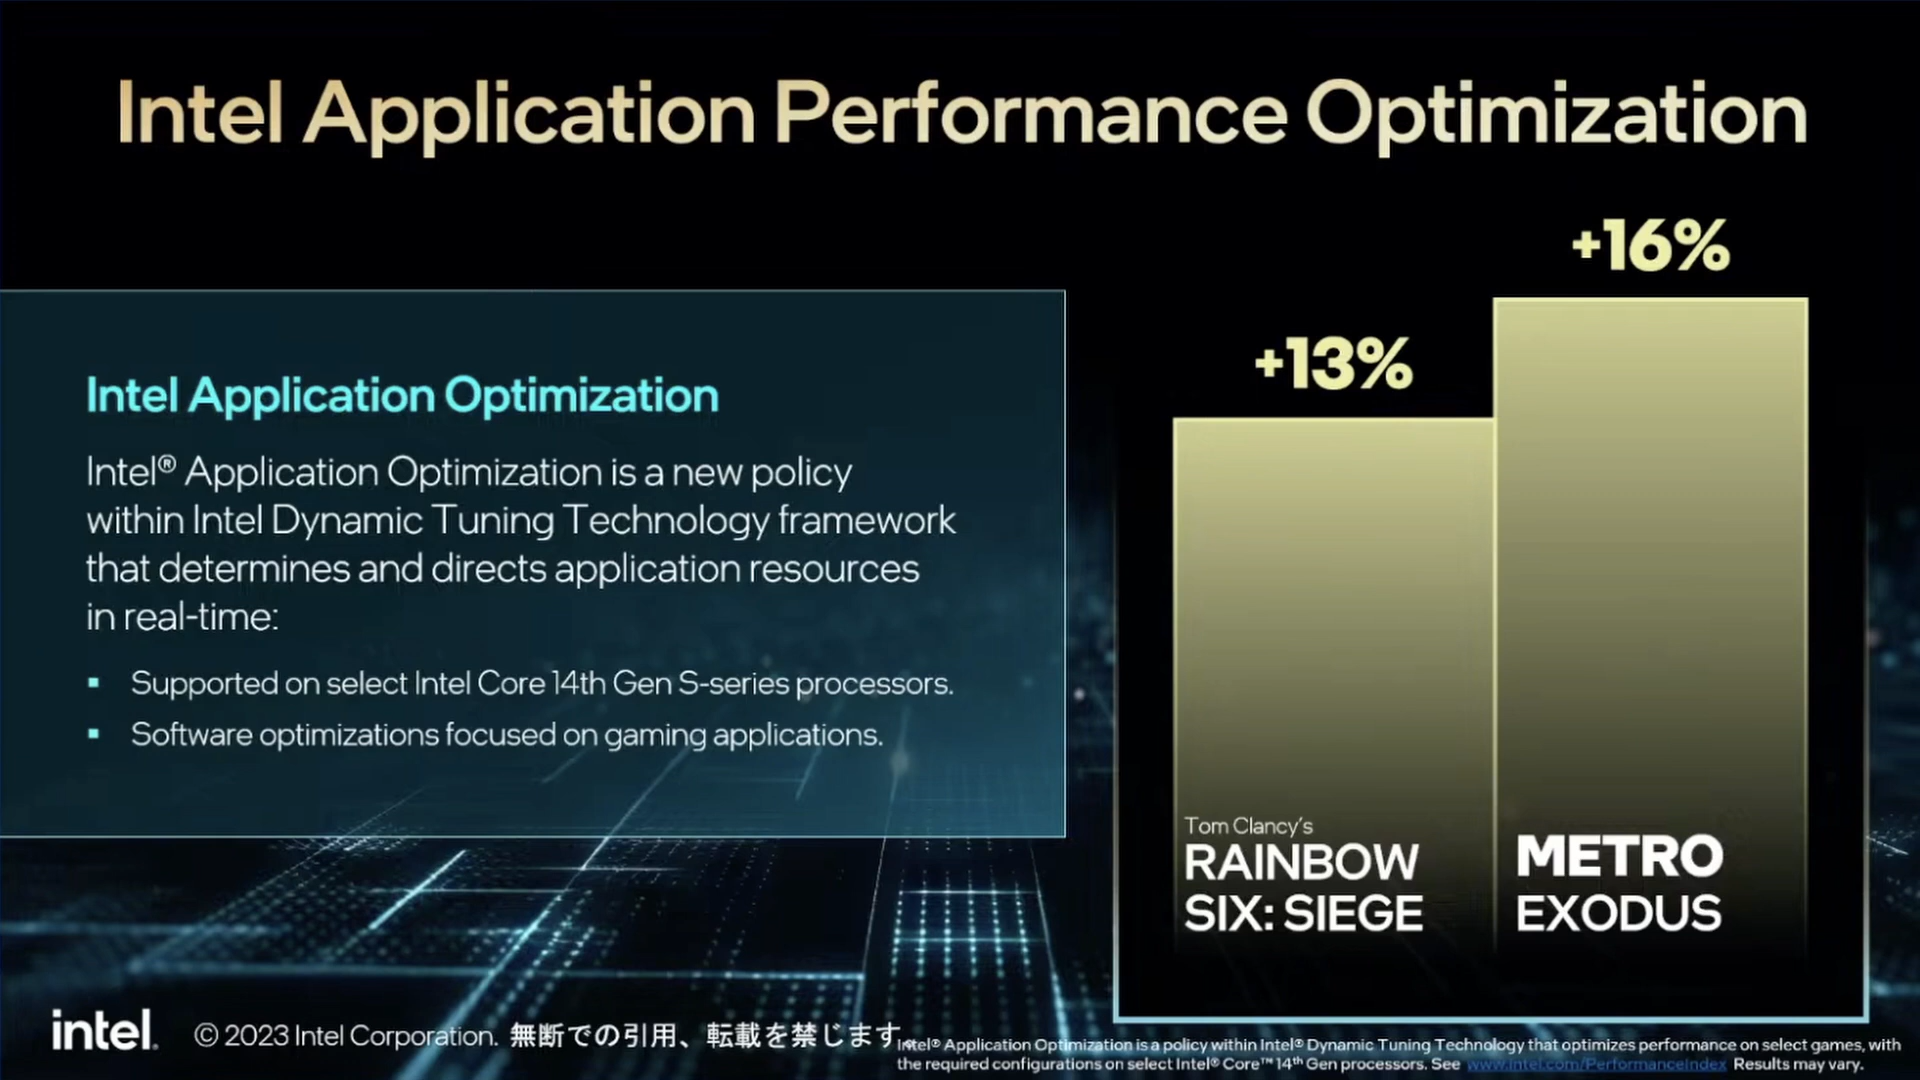 Intel Application Performance Optimization
Intel Application Optimization
Intel® Application Optimization is a new policy
within Intel Dynamic Tuning Technology framework
that determines and directs application resources
in real-time:
▪ Supported on select Intel Core 14th Gen S-series processors.
▪ Software optimizations focused on gaming applications.
+13%
+16%
Tom Clancy's
RAINBOW
SIX: SIEGE
METRO
EXODUS
intel.
© 2023 Intel Corporation. 無断での引用、転載を禁じます。
Intel® Application Optimization is a policy within Intel® Dynamic Tuning Technology that optimizes performance on select games, with
the required configurations on select Intel® Core™ 14th Gen processors. See www.intel.com/PerformanceIndex Results may vary.